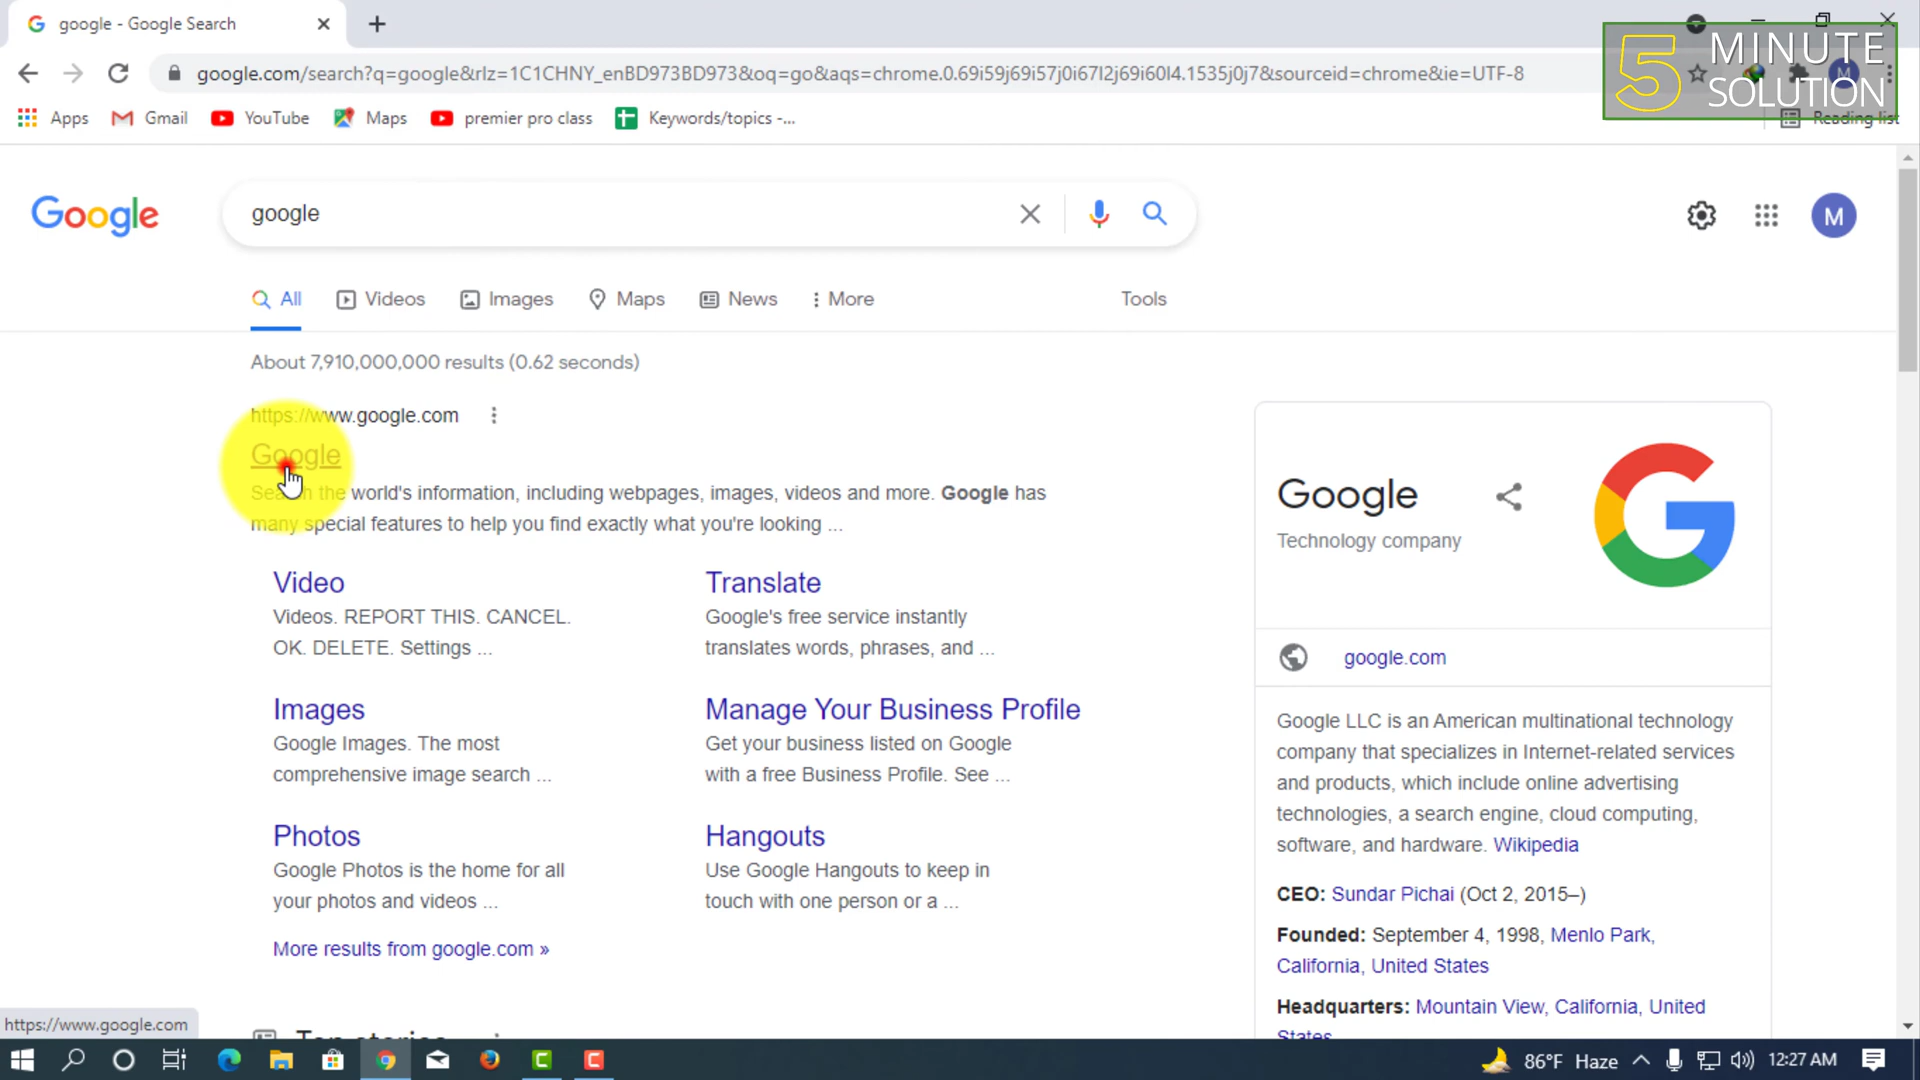 google - Google Search
google.com/search?q=google&rlz=1C1CHNY_enBD973BD973&oq=go&aqs=chrome.0.69i59j69i57j0i67l2j69i60l4.1535j0j7&sourceid=chrome&ie=UTF-8
5 MINUTE
SOLUTION
Apps Gmail YouTube Maps premier pro class Keywords/topics -... Reading list
Google google M
All Videos Images Maps News More Tools
About 7,910,000,000 results (0.62 seconds)
https://www.google.com
Google
Search the world's information, including webpages, images, videos and more. Google has
many special features to help you find exactly what you're looking ...
Video
Videos. REPORT THIS. CANCEL.
OK. DELETE. Settings ...
Translate
Google's free service instantly
translates words, phrases, and ...
Images
Google Images. The most
comprehensive image search ...
Manage Your Business Profile
Get your business listed on Google
with a free Business Profile. See ...
Photos
Google Photos is the home for all
your photos and videos ...
Hangouts
Use Google Hangouts to keep in
touch with one person or a ...
More results from google.com »
Top stories
Google
Technology company
google.com
Google LLC is an American multinational technology
company that specializes in Internet-related services
and products, which include online advertising
technologies, a search engine, cloud computing,
software, and hardware. Wikipedia
CEO: Sundar Pichai (Oct 2, 2015–)
Founded: September 4, 1998, Menlo Park,
California, United States
Headquarters: Mountain View, California, United
States
https://www.google.com
86°F Haze 12:27 AM